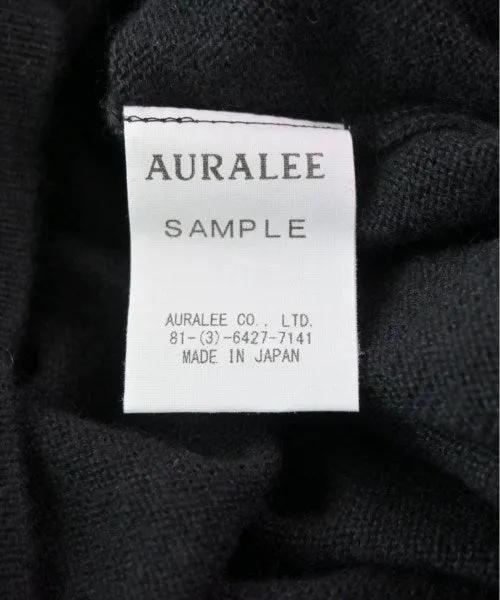 AURALEE
SAMPLE
AURALEE CO., LTD.
81-(3)-6427-7141
MADE IN JAPAN